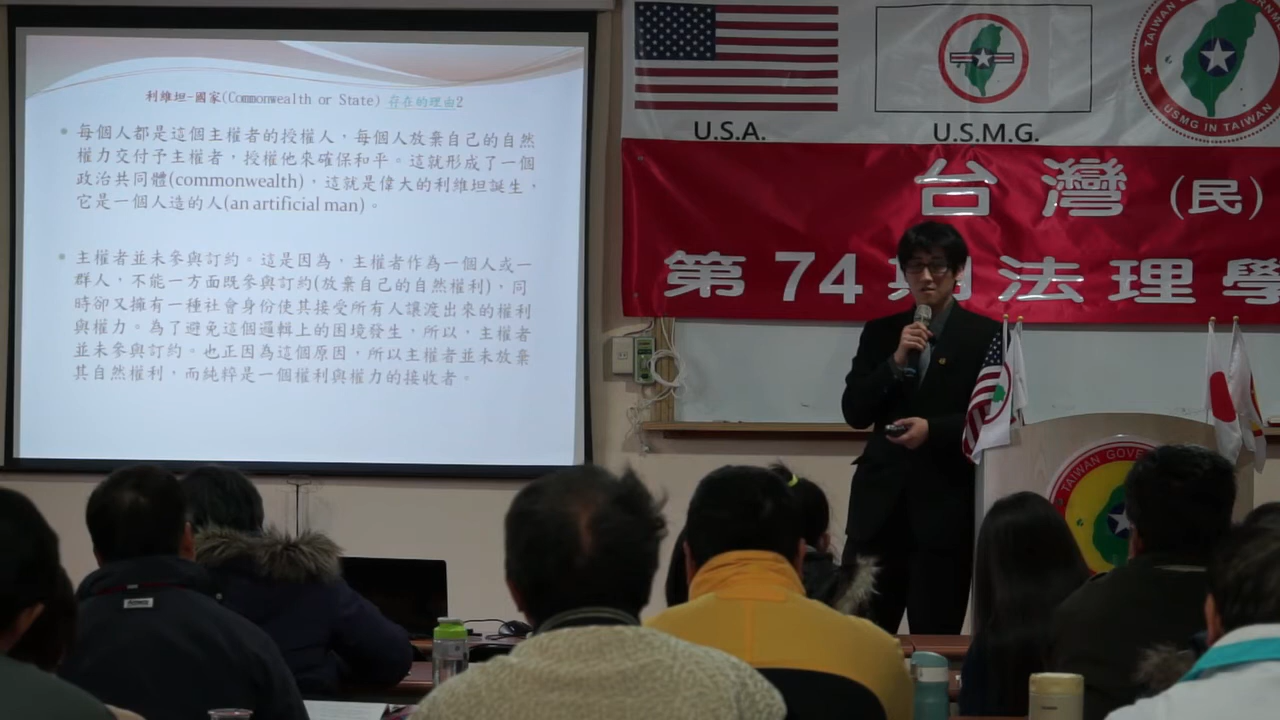 利維坦-國家(Commonwealth or State) 存在的理由2
每個人都是這個主權者的授權人，每個人放棄自己的自然
權力交付予主權者，授權他來確保和平。這就形成了一個
政治共同體(commonwealth)，這就是偉大的利維坦誕生，
它是一個人造的人(an artificial man)。
主權者並未參與訂約。這是因為，主權者作為一個人或一
群人，不能一方面既參與訂約(放棄自己的自然權利)，同
時卻又擁有一種社會身份使其接受所有人讓渡出來的權利
與權力。為了避免這個邏輯上的困境發生，所以，主權者
並未參與訂約。也正因為這個原因，所以主權者並未放棄
其自然權利，而純粹是一個權利與權力的接收者。
U.S.A.
U.S.M.G.
USMG IN TAIWAN
台灣(民)
第74期法理學
TAIWAN GOVE